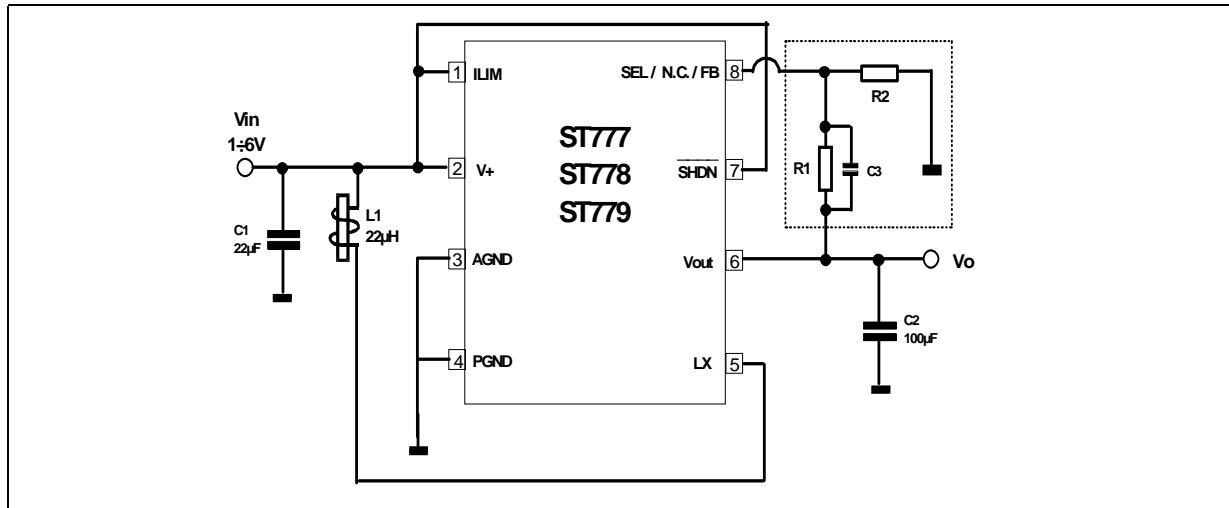 Vin
1÷6V
C1
22µF
L1
22µH
1 ILIM
2 V+
3 AGND
4 PGND
ST777
ST778
ST779
SEL / N.C. / FB 8
SHDN 7
Vout 6
LX 5
R2
R1
C3
Vo
C2
100µF